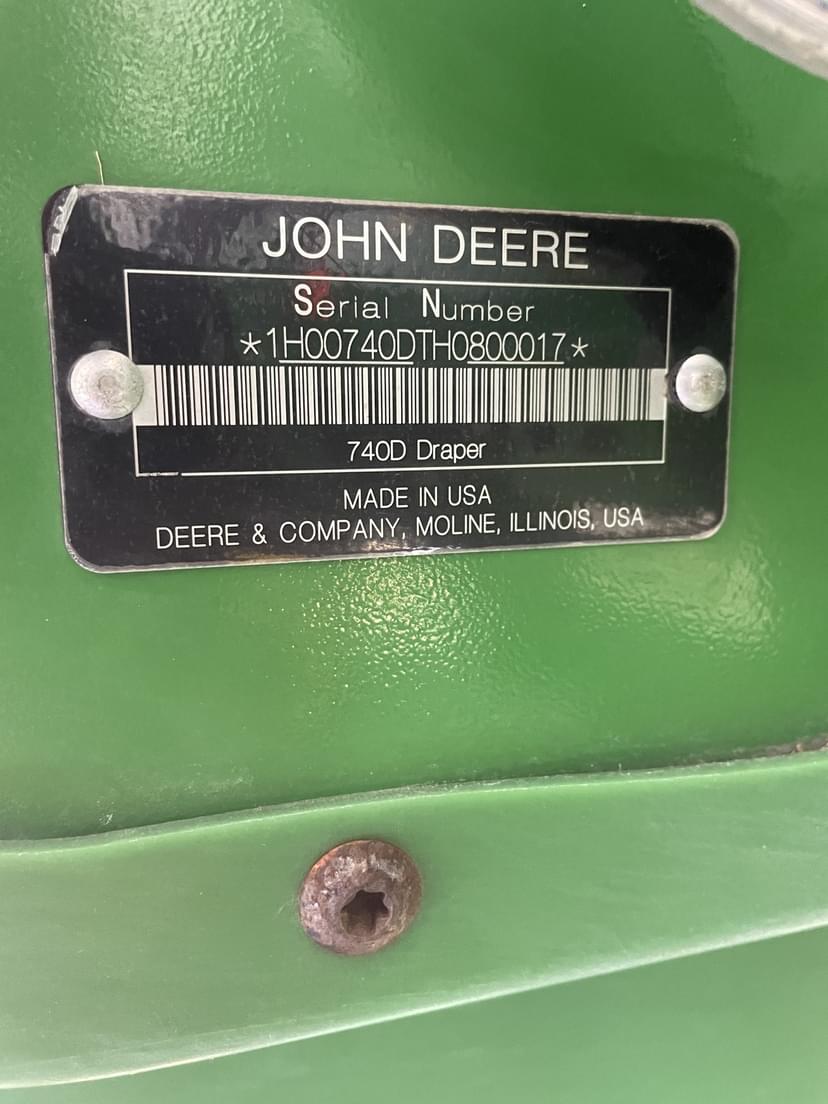 JOHN DEERE
Serial Number
*1H00740DTH0800017*
740D Draper
MADE IN USA
DEERE & COMPANY, MOLINE, ILLINOIS, USA